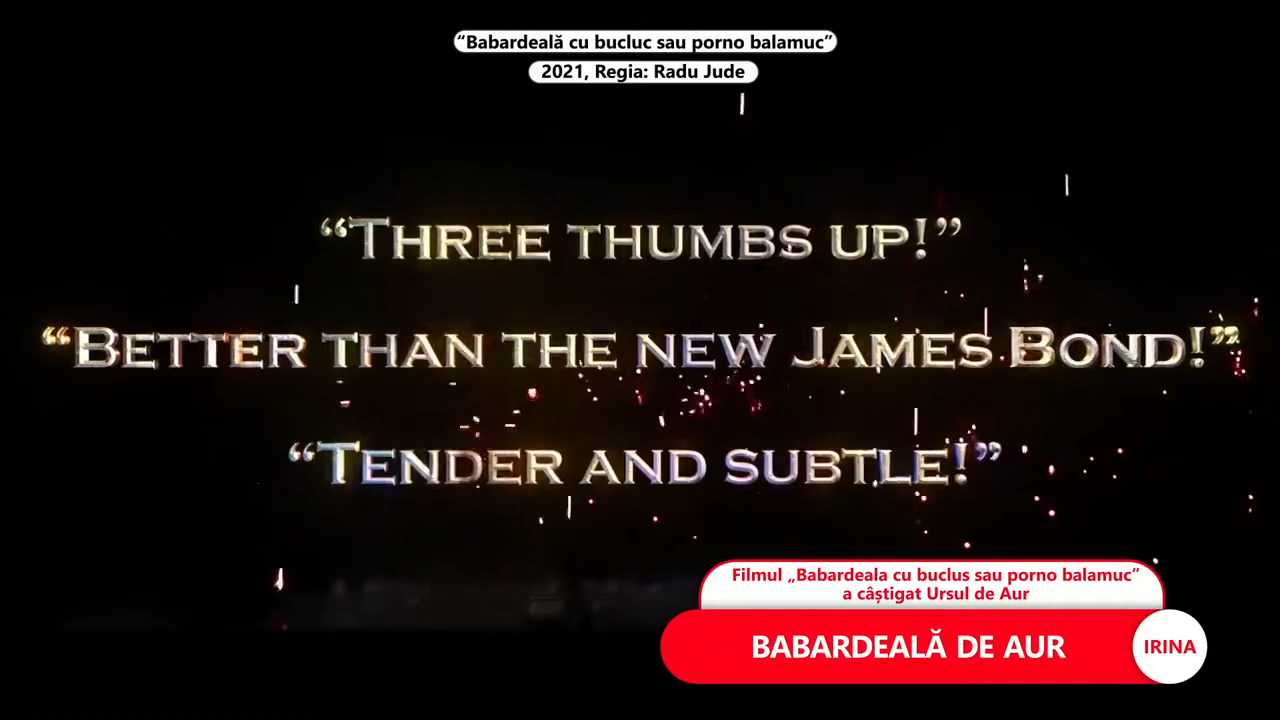 “Babardeală cu bucluc sau porno balamuc”
2021, Regia: Radu Jude
“Three thumbs up!”
“Better than the new James Bond!”
“Tender and subtle!”
Filmul „Babardeala cu buclus sau porno balamuc”
a câștigat Ursul de Aur
BABARDEALĂ DE AUR
IRINA